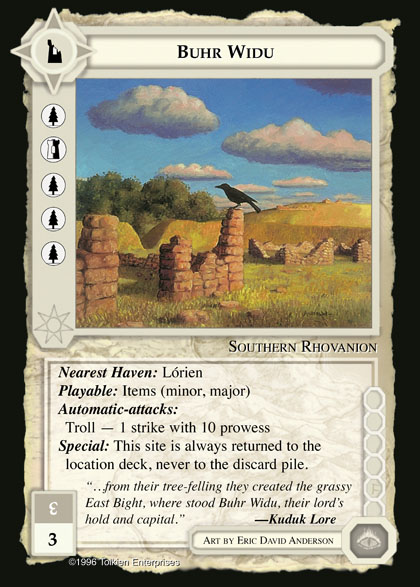 BUHR WIDU
SOUTHERN RHOVANION
Nearest Haven: Lórien
Playable: Items (minor, major)
Automatic-attacks:
Troll — 1 strike with 10 prowess
Special: This site is always returned to the
location deck, never to the discard pile.
“…from their tree-felling they created the grassy
East Bight, where stood Buhr Widu, their lord’s
hold and capital.” —Kuduk Lore
3
ART BY ERIC DAVID ANDERSON
©1996 Tolkien Enterprises